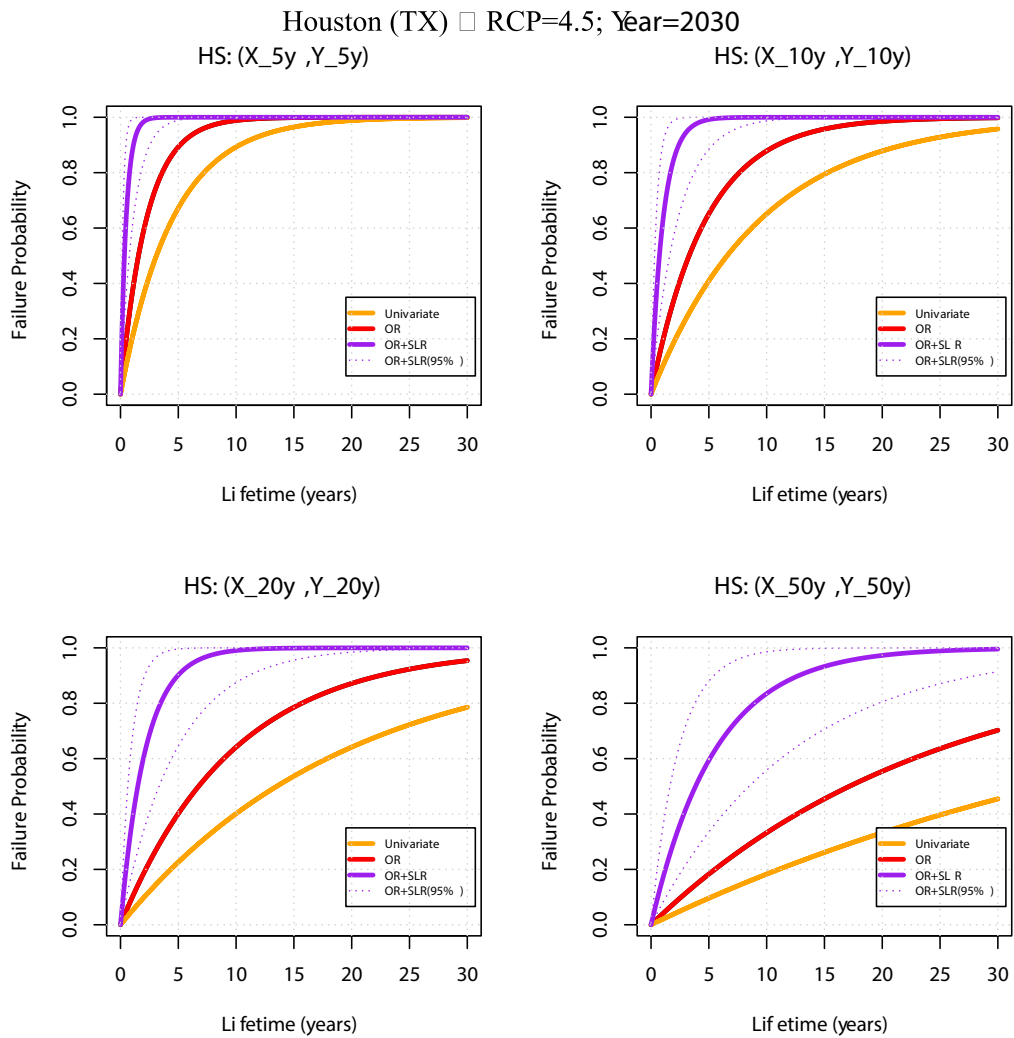 Houston (TX) □ RCP=4.5; Year=2030
HS: (X_5y ,Y_5y)
Failure Probability
1.0
0.8
0.6
0.4
0.2
0.0
Univariate
OR
OR+SLR
OR+SLR(95% )
0 5 10 15 20 25 30
Li fetime (years)
HS: (X_10y ,Y_10y)
Failure Probability
1.0
0.8
0.6
0.4
0.2
0.0
Univariate
OR
OR+SL R
OR+SLR(95% )
0 5 10 15 20 25 30
Lif etime (years)
HS: (X_20y ,Y_20y)
Failure Probability
1.0
0.8
0.6
0.4
0.2
0.0
Univariate
OR
OR+SLR
OR+SLR(95% )
0 5 10 15 20 25 30
Li fetime (years)
HS: (X_50y ,Y_50y)
Failure Probability
1.0
0.8
0.6
0.4
0.2
0.0
Univariate
OR
OR+SL R
OR+SLR(95% )
0 5 10 15 20 25 30
Lif etime (years)